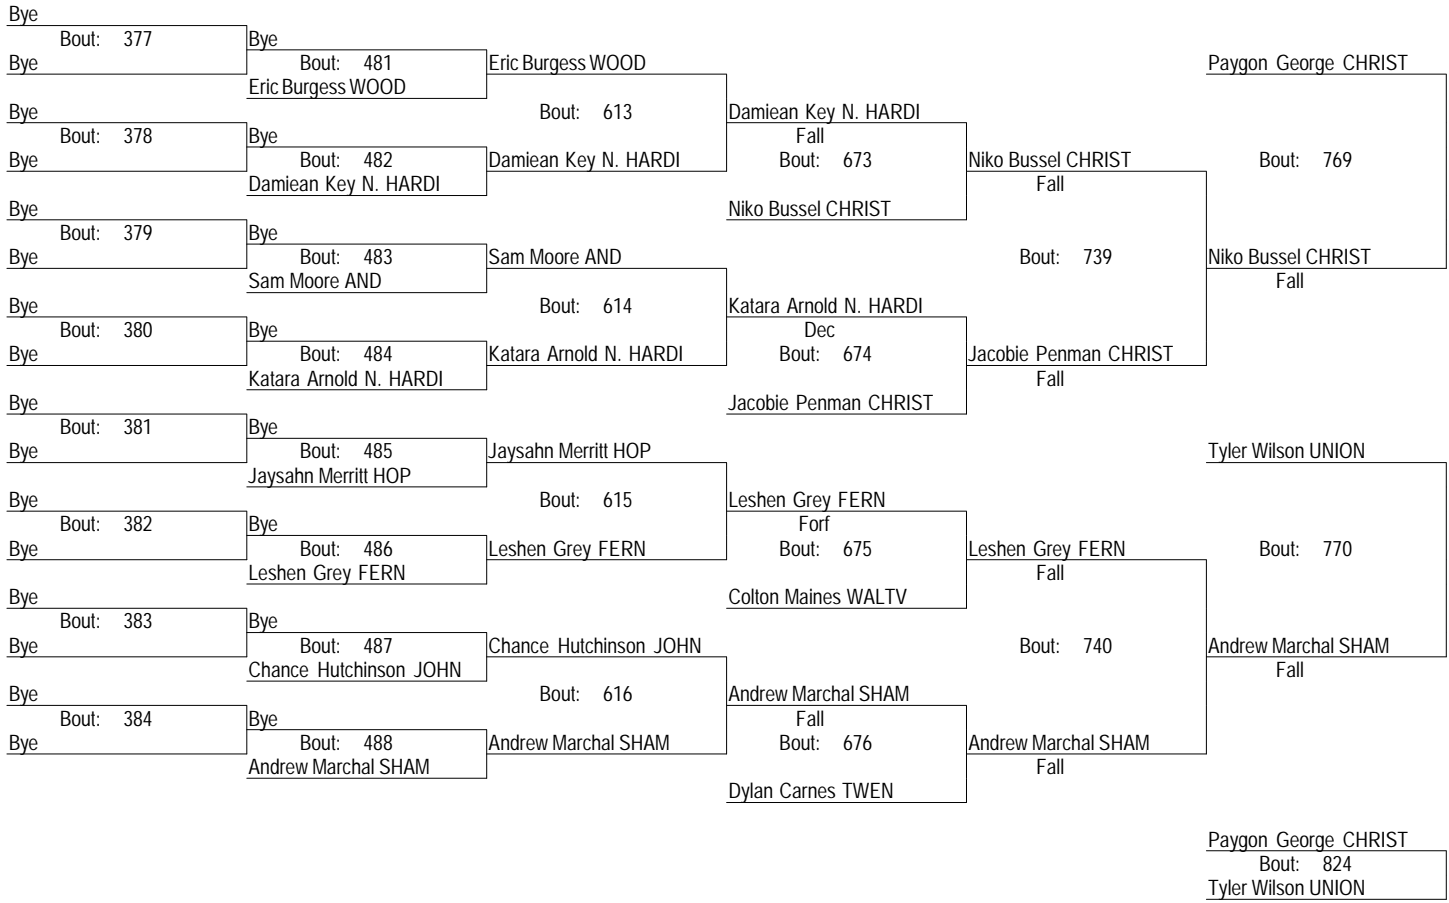 Bye
Bout: 377 Bye
Bye Bout: 481 Eric Burgess WOOD Paygon George CHRIST
Eric Burgess WOOD
Bye Bout: 613 Damiean Key N. HARDI
Bout: 378 Bye Fall
Bye Bout: 482 Damiean Key N. HARDI Bout: 673 Niko Bussel CHRIST Bout: 769
Damiean Key N. HARDI Fall
Bye Niko Bussel CHRIST
Bout: 379 Bye
Bye Bout: 483 Sam Moore AND Bout: 739 Niko Bussel CHRIST
Sam Moore AND Fall
Bye Bout: 614 Katara Arnold N. HARDI
Bout: 380 Bye Dec
Bye Bout: 484 Katara Arnold N. HARDI Bout: 674 Jacobie Penman CHRIST
Katara Arnold N. HARDI Fall
Bye Jacobie Penman CHRIST
Bout: 381 Bye
Bye Bout: 485 Jaysahn Merritt HOP Tyler Wilson UNION
Jaysahn Merritt HOP
Bye Bout: 615 Leshen Grey FERN
Bout: 382 Bye Forf
Bye Bout: 486 Leshen Grey FERN Bout: 675 Leshen Grey FERN Bout: 770
Leshen Grey FERN Fall
Bye Colton Maines WALTV
Bout: 383 Bye
Bye Bout: 487 Chance Hutchinson JOHN Bout: 740 Andrew Marchal SHAM
Chance Hutchinson JOHN Fall
Bye Bout: 616 Andrew Marchal SHAM
Bout: 384 Bye Fall
Bye Bout: 488 Andrew Marchal SHAM Bout: 676 Andrew Marchal SHAM
Andrew Marchal SHAM Fall
Dylan Carnes TWEN
Paygon George CHRIST
Bout: 824
Tyler Wilson UNION